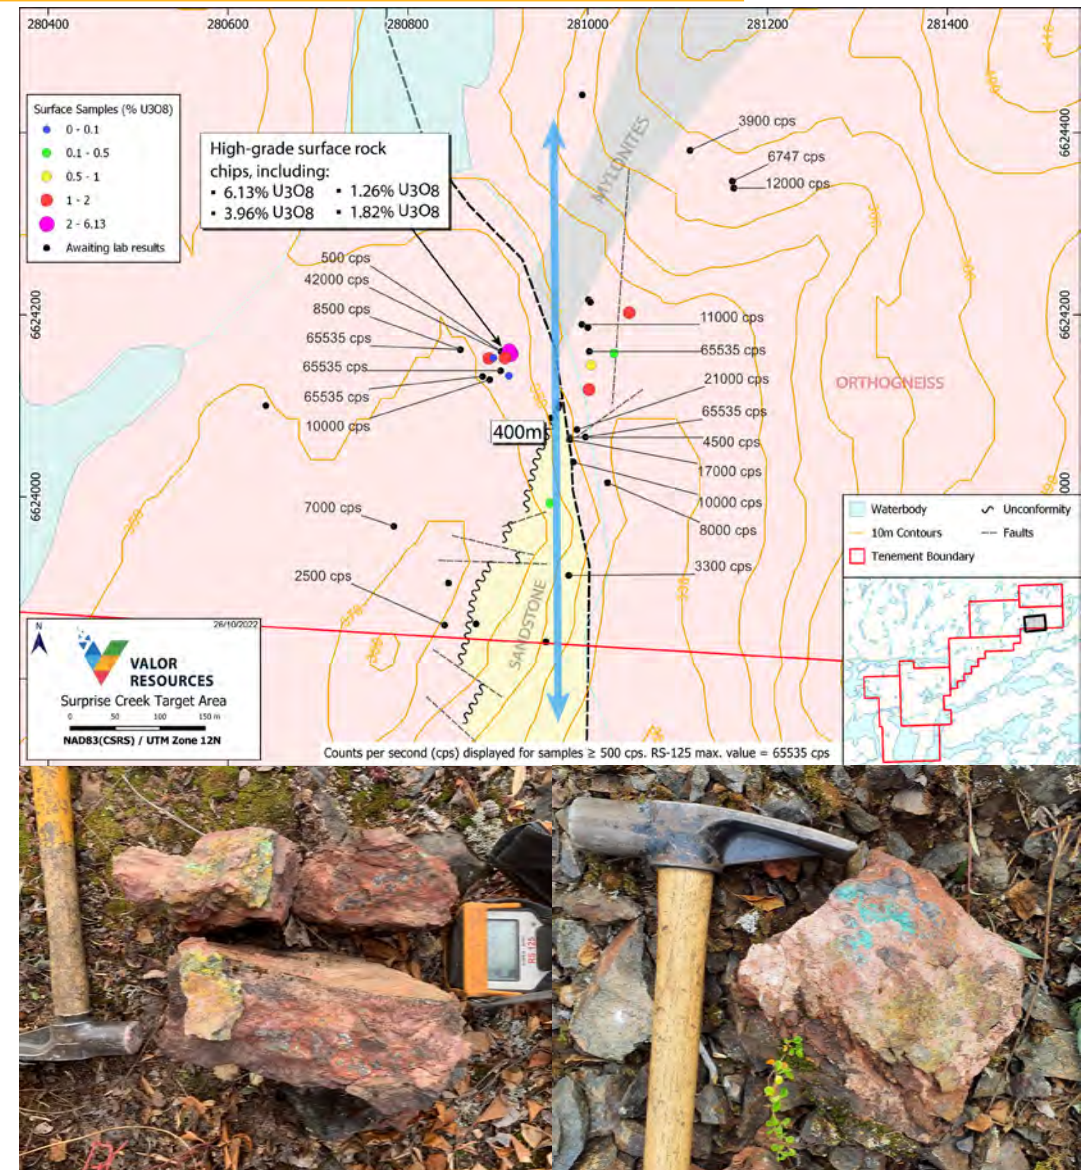 280400
280600
280800
281000
281200
281400
Surface Samples (% U3O8)
0 - 0.1
0.1 - 0.5
0.5 - 1
1 - 2
2 - 6.13
Awaiting lab results
High-grade surface rock
chips, including:
▪ 6.13% U3O8 ▪ 1.26% U3O8
▪ 3.96% U3O8 ▪ 1.82% U3O8
MYLONITES
3900 cps
6747 cps
12000 cps
6624400
500 cps
42000 cps
8500 cps
65535 cps
65535 cps
65535 cps
10000 cps
6624200
6624200
11000 cps
65535 cps
21000 cps
65535 cps
4500 cps
17000 cps
10000 cps
8000 cps
3300 cps
ORTHOGNEISS
400m
6624000
7000 cps
2500 cps
SANDSTONE
Waterbody
Unconformity
10m Contours
Faults
Tenement Boundary
N
26/10/2022
VALOR
RESOURCES
Surprise Creek Target Area
0 50 100 150 m
NAD83(CSRS) / UTM Zone 12N
Counts per second (cps) displayed for samples ≥ 500 cps. RS-125 max. value = 65535 cps
RS 125